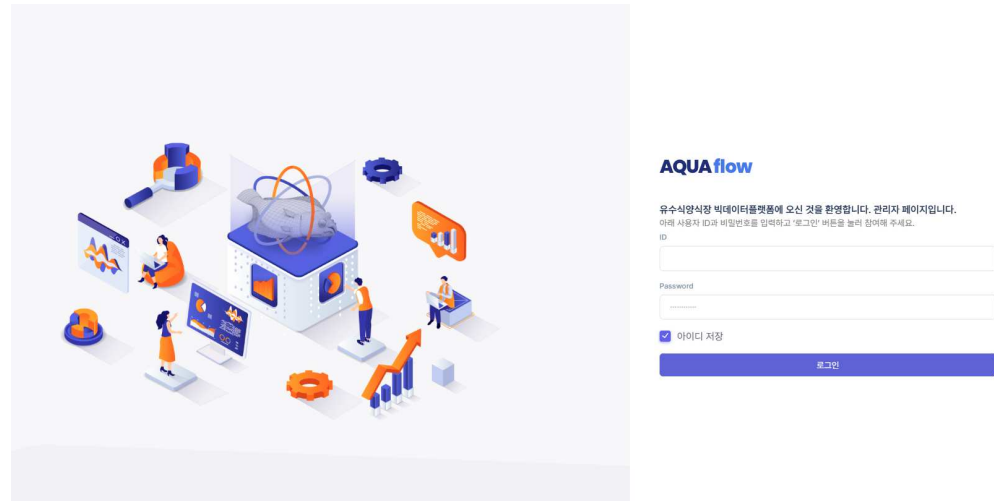 AQUA flow
유수식양식장 빅데이터플랫폼에 오신 것을 환영합니다. 관리자 페이지입니다.
아래 사용자 ID과 비밀번호를 입력하고 '로그인' 버튼을 눌러 참여해 주세요.
ID
Password
아이디 저장
로그인